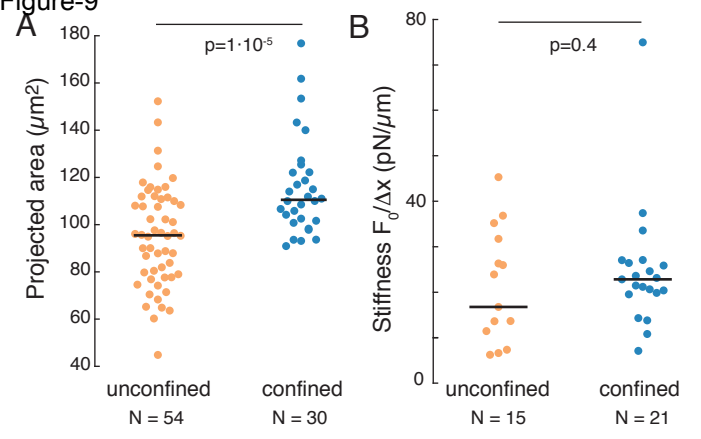 Figure-9
A
Projected area (µm²)
180
160
140
120
100
80
60
40
p=1·10⁻⁵
unconfined
confined
N = 54
N = 30
B
Stiffness F₀/Δx (pN/µm)
80
40
0
p=0.4
unconfined
confined
N = 15
N = 21